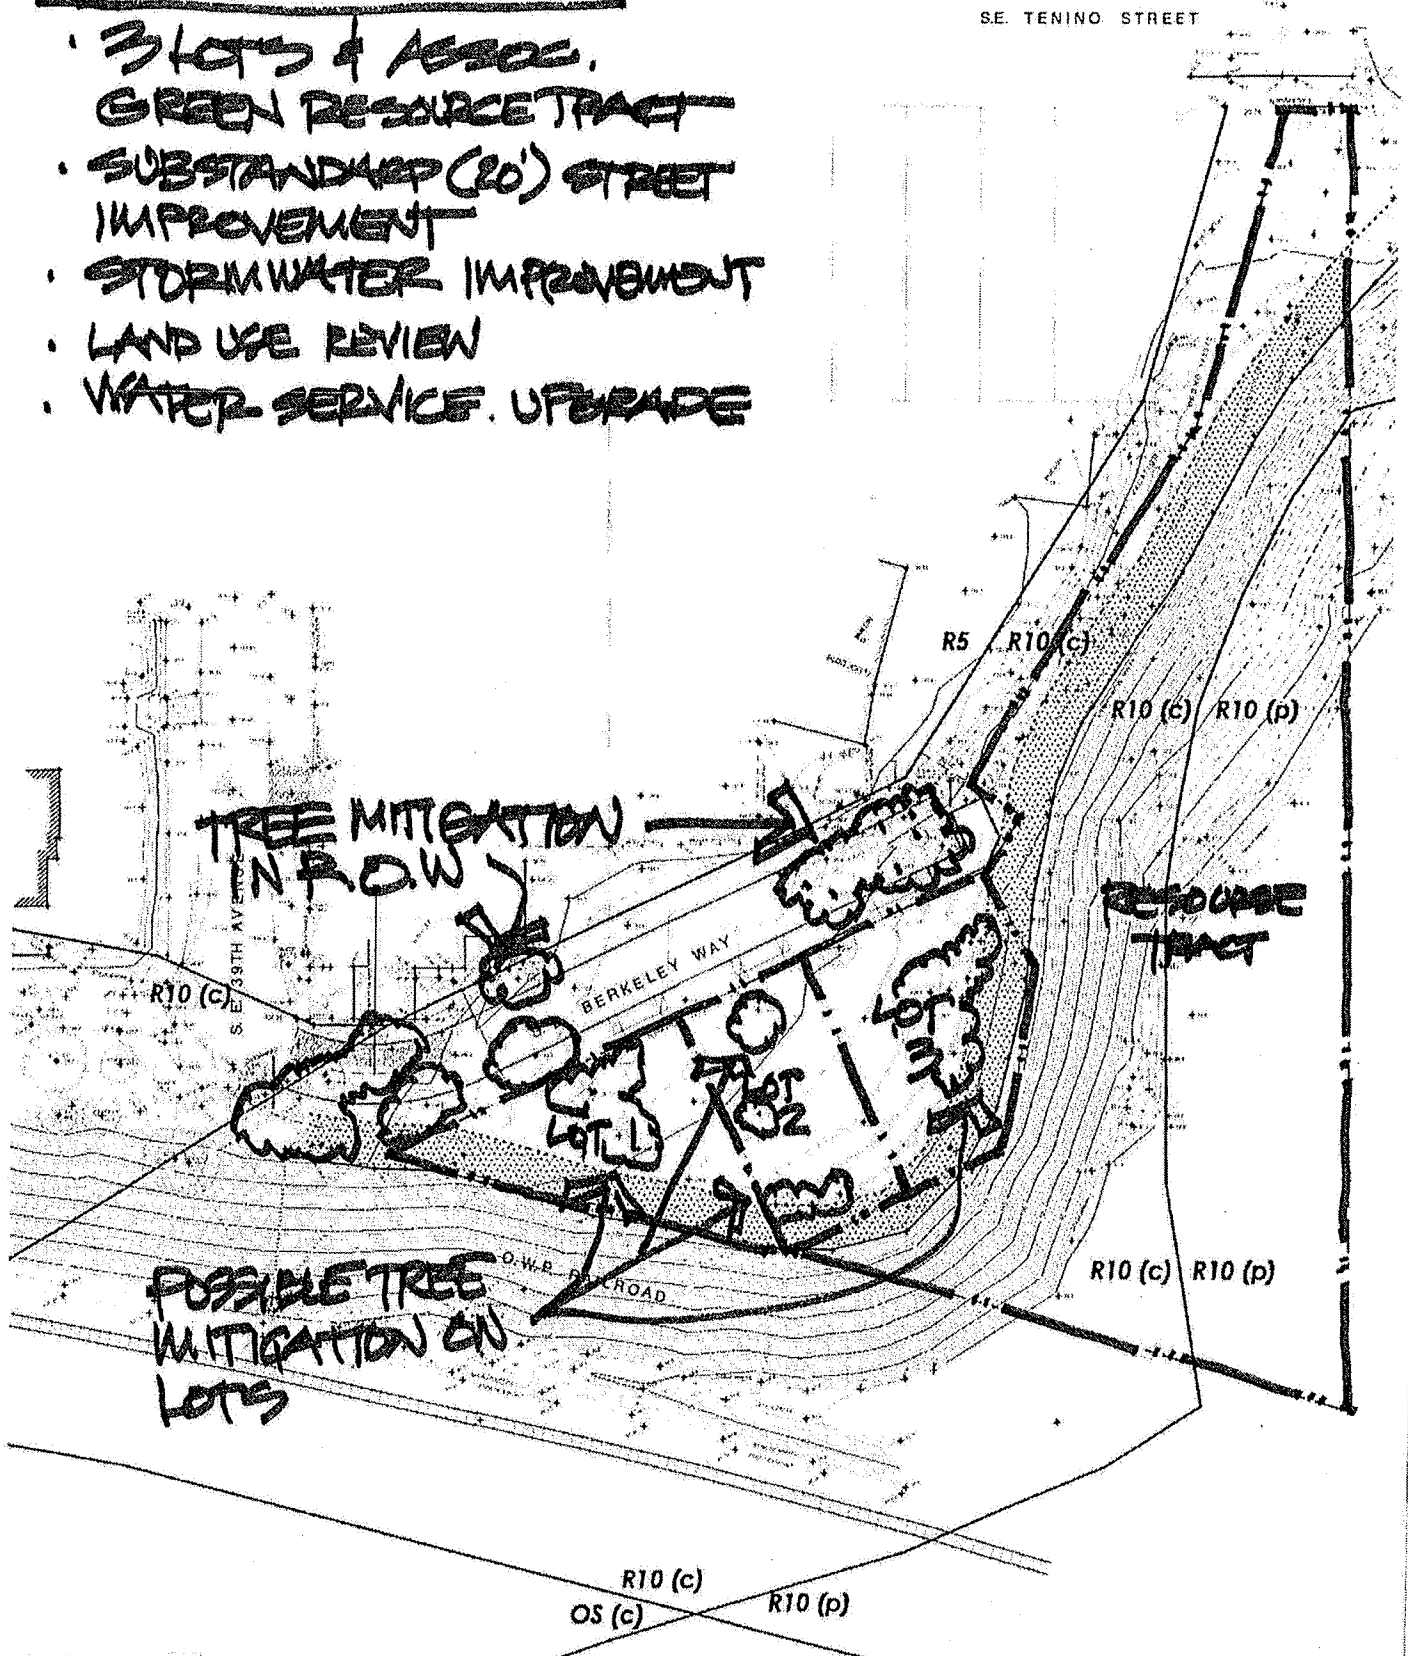 S.E. TENINO STREET
· 3 LOTS & ASSOC.
GREEN RESOURCE TRACT
· SUBSTANDARD (20') STREET
IMPROVEMENT
· STORMWATER IMPROVEMENT
· LAND USE REVIEW
· WATER SERVICE. UPGRADE
R5 R10 (c)
R10 (c) R10 (p)
TREE MITIGATION
IN R.O.W
RESOURCE
TRACT
BERKELEY WAY
S.E. 39TH AVENUE
R10 (c)
LOT
3
LOT
2
LOT 1
O.W.P. RAILROAD
R10 (c) R10 (p)
POSSIBLE TREE
MITIGATION ON
LOTS
R10 (c)
OS (c)
R10 (p)